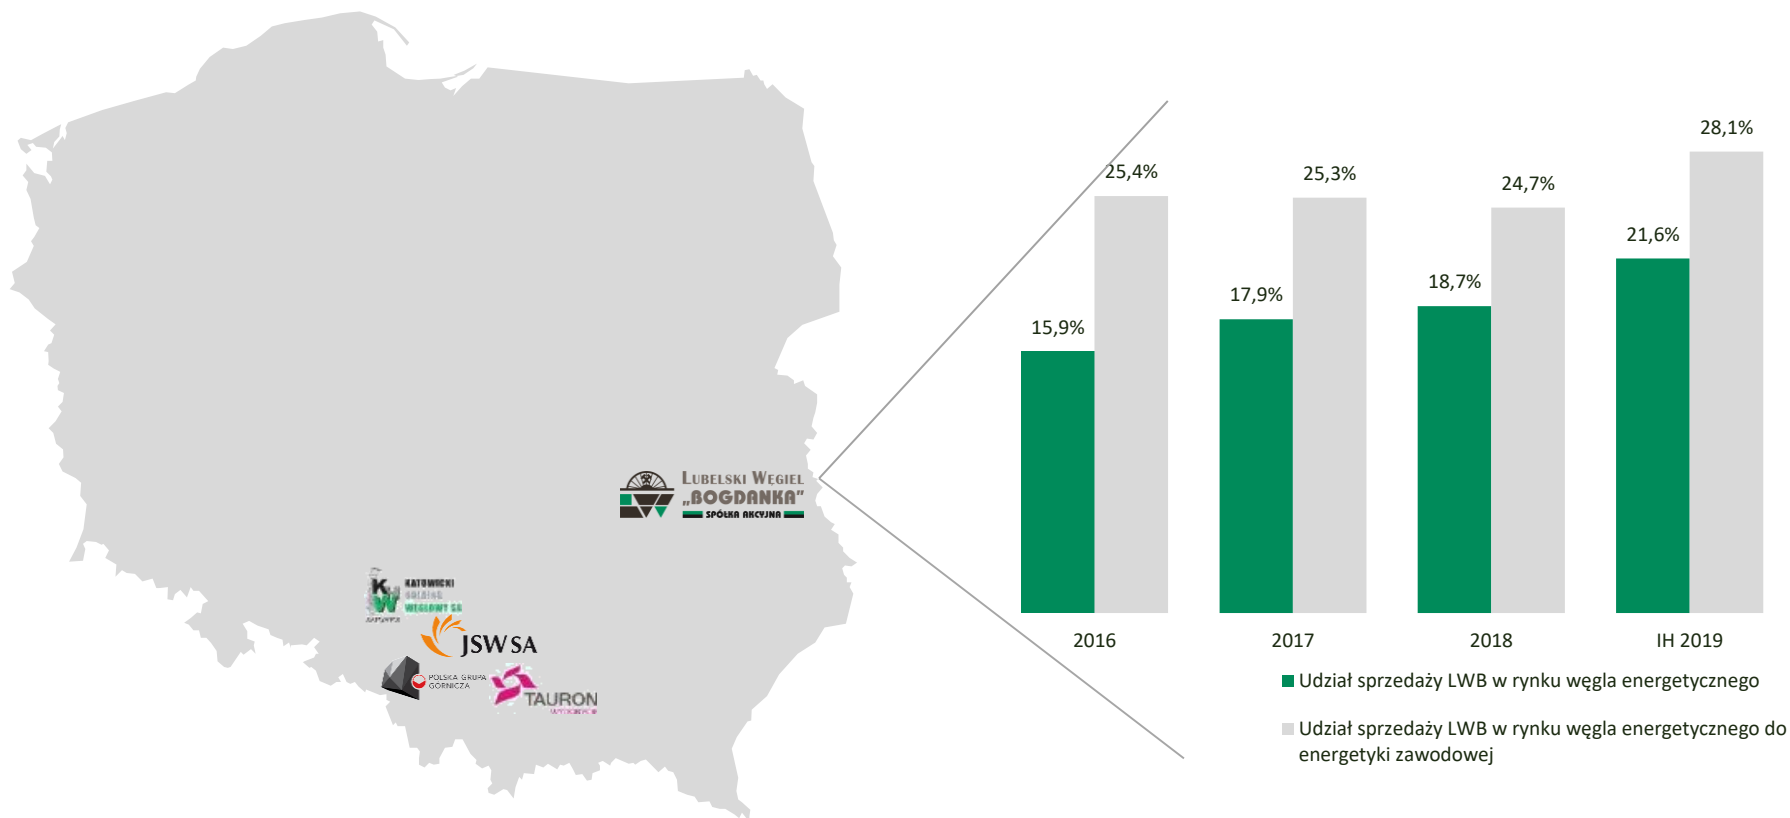 LUBELSKI WĘGIEL
„BOGDANKA”
SPÓŁKA AKCYJNA
KATOWICKI
HOLDING
WĘGLOWY SA
JSW SA
POLSKA GRUPA
GÓRNICZA
TAURON
WYDOBYCIE
25,4%
25,3%
24,7%
28,1%
15,9%
17,9%
18,7%
21,6%
2016
2017
2018
IH 2019
Udział sprzedaży LWB w rynku węgla energetycznego
Udział sprzedaży LWB w rynku węgla energetycznego do
energetyki zawodowej